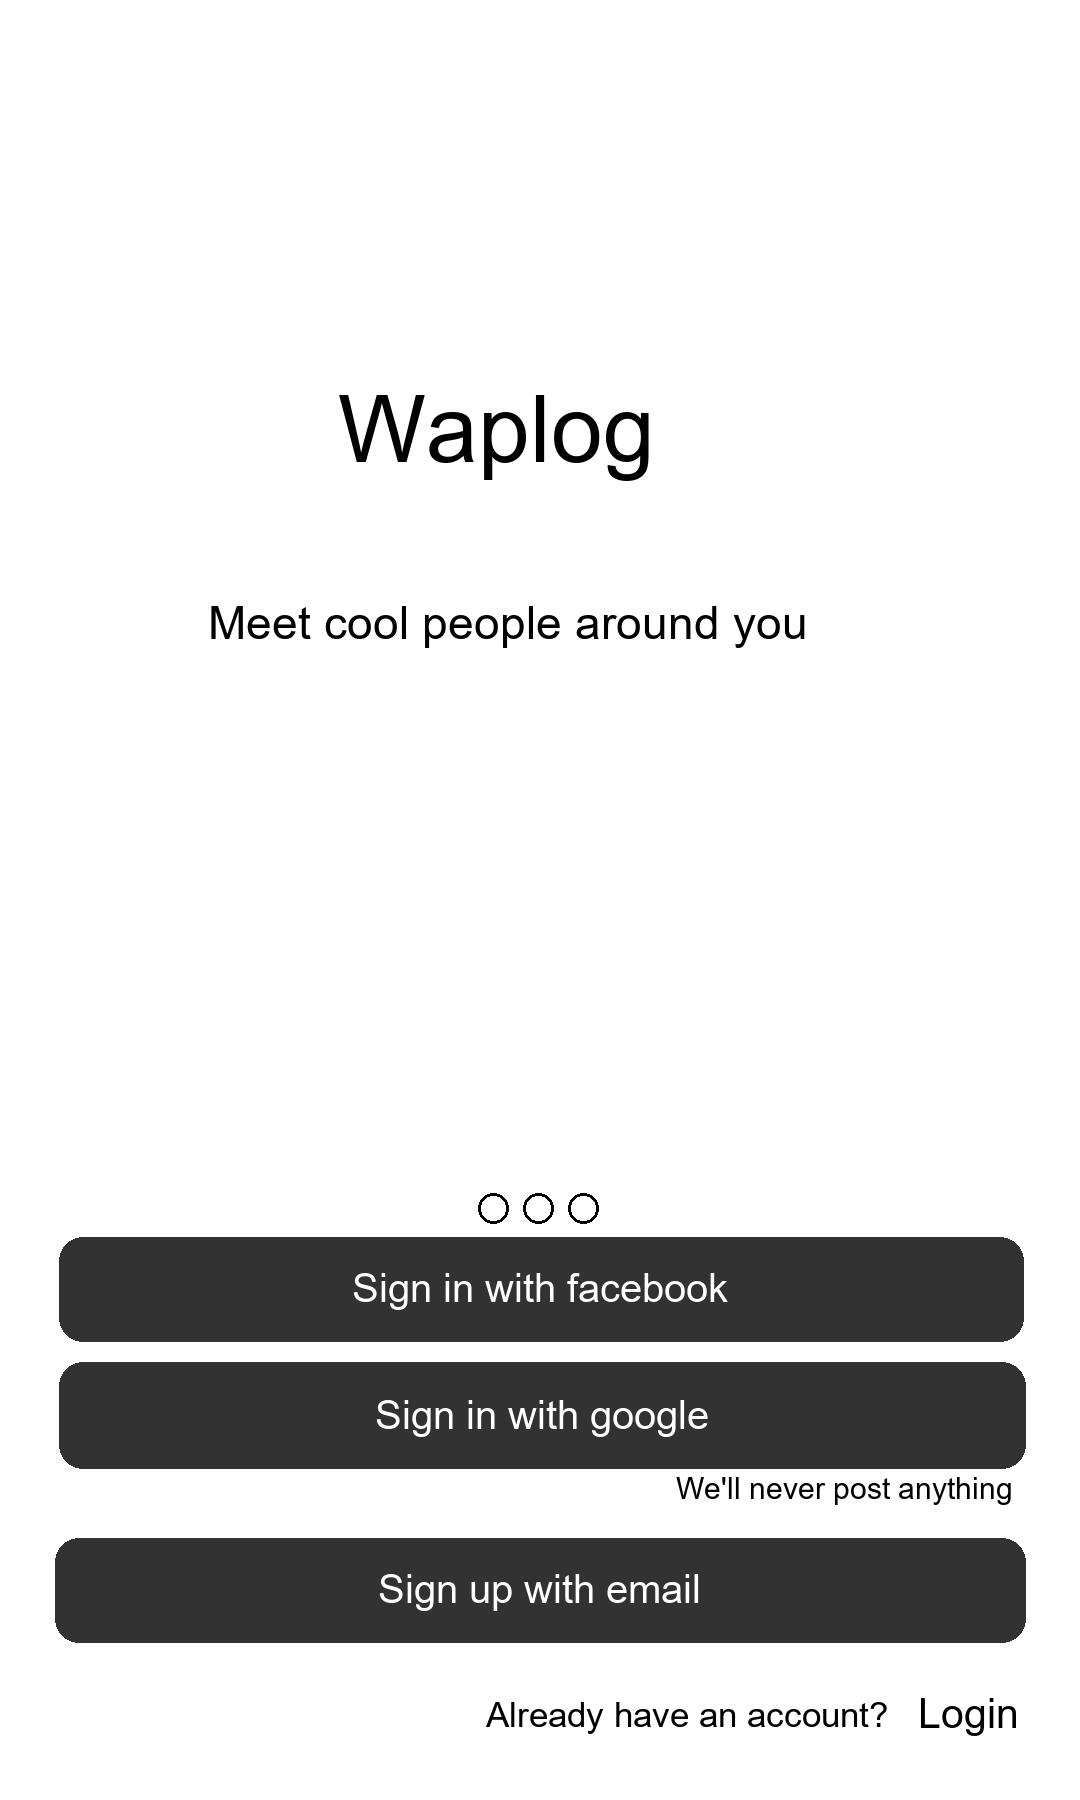 Waplog
Meet cool people around you
Sign in with facebook
Sign in with google
We'll never post anything
Sign up with email
Already have an account? Login